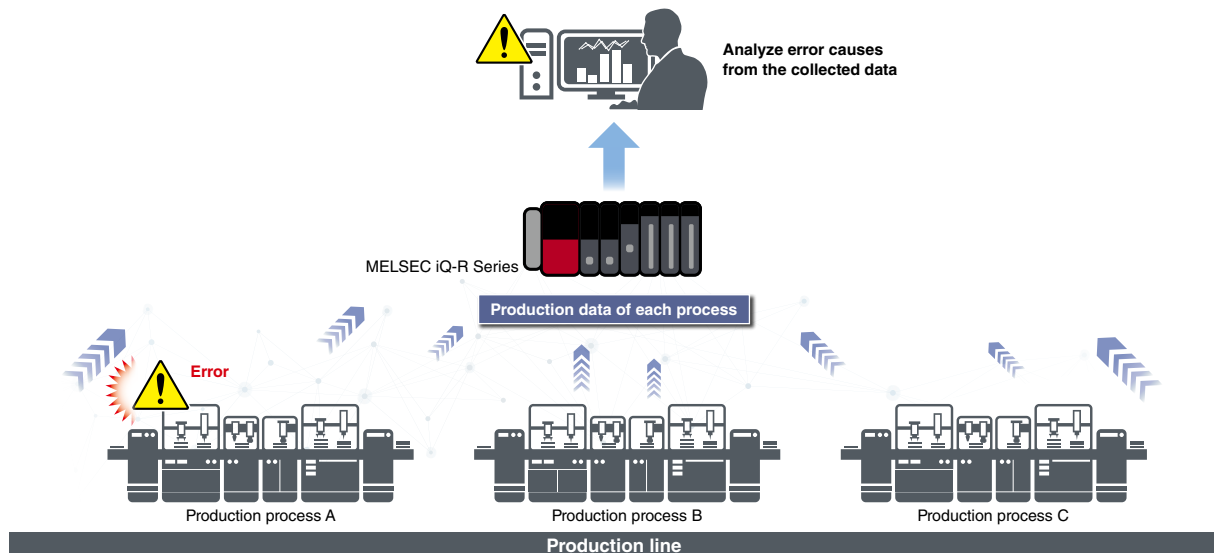 Analyze error causes
from the collected data
MELSEC iQ-R Series
Production data of each process
Error
Production process A
Production process B
Production process C
Production line